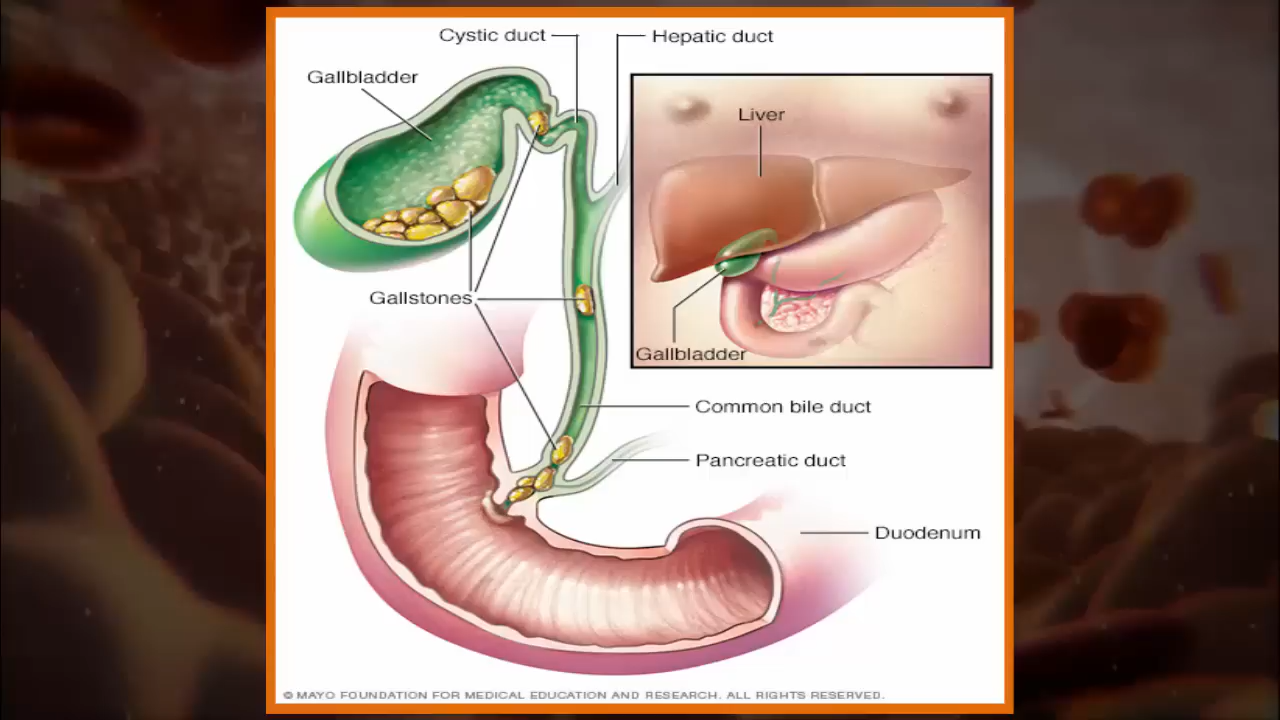 Cystic duct
Hepatic duct
Gallbladder
Liver
Gallstones
Gallbladder
Common bile duct
Pancreatic duct
Duodenum
© MAYO FOUNDATION FOR MEDICAL EDUCATION AND RESEARCH. ALL RIGHTS RESERVED.